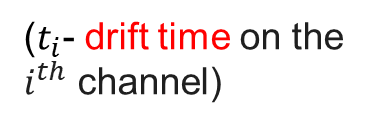 (tᵢ- drift time on the
iᵗʰ channel)